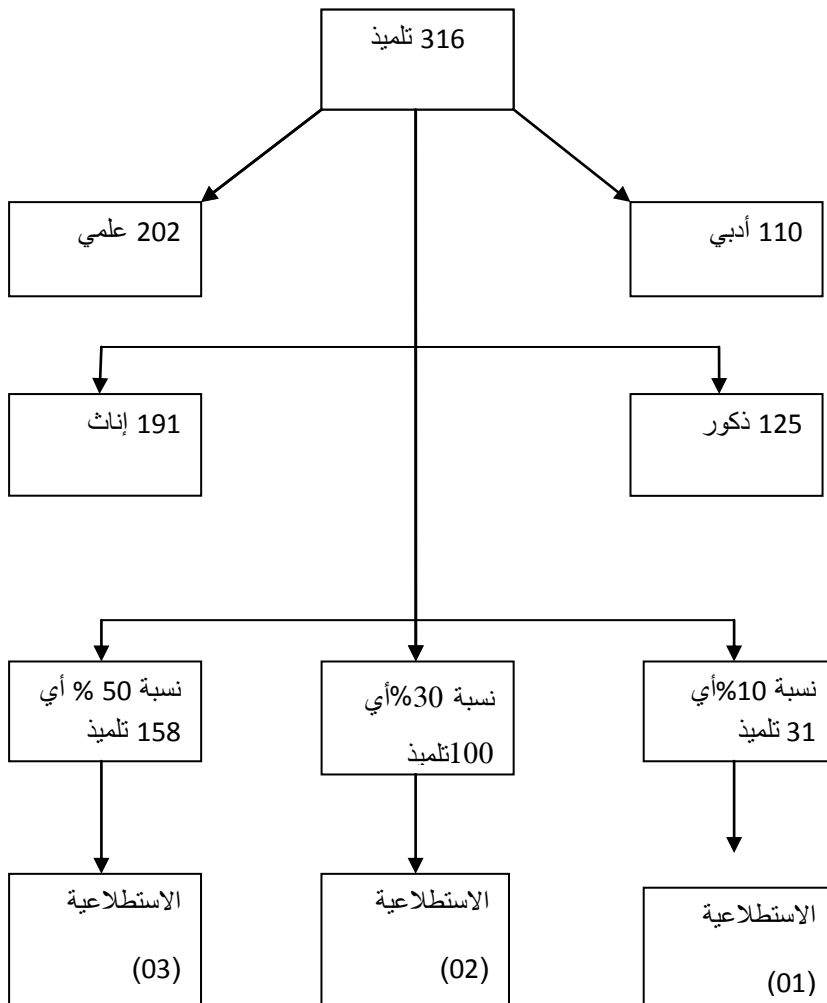 316 تلميذ
110 أدبي
202 علمي
125 ذكور
191 إناث
نسبة 10%أي
31 تلميذ
نسبة 30%أي
100تلميذ
نسبة 50 % أي
158 تلميذ
الاستطلاعية
(01)
الاستطلاعية
(02)
الاستطلاعية
(03)